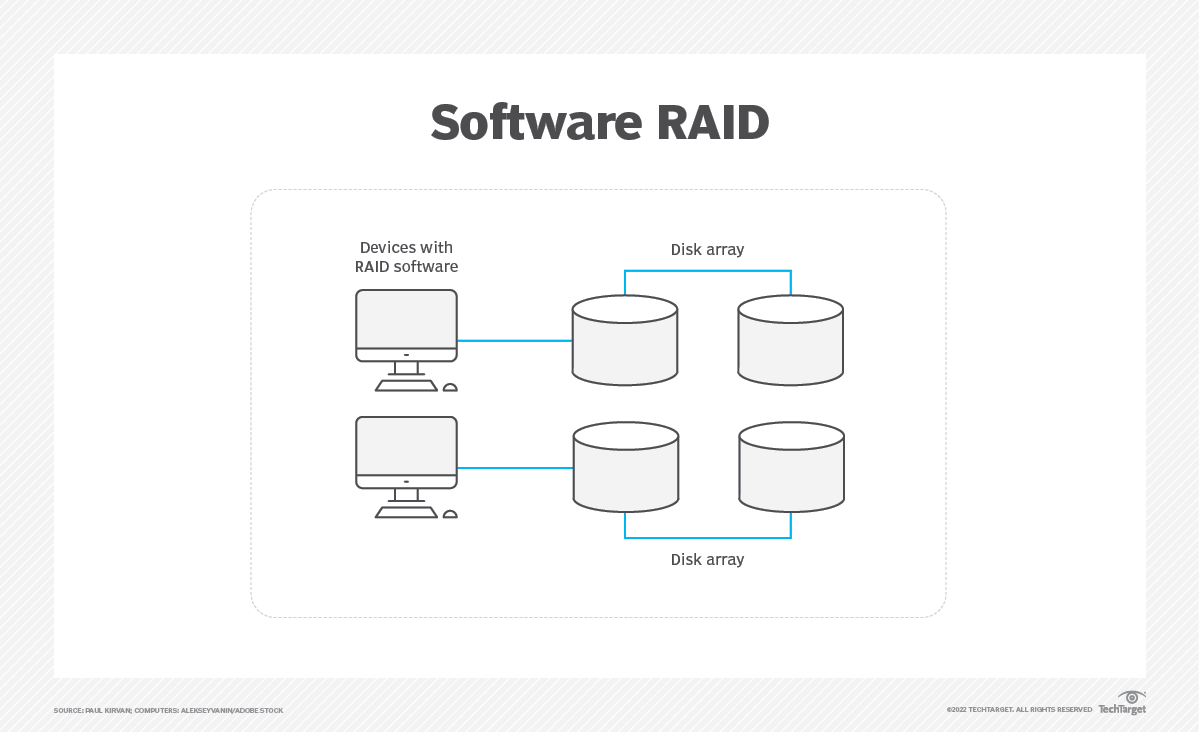 Software RAID
Devices with
RAID software
Disk array
Disk array
SOURCE: PAUL KIRVAN; COMPUTERS: ALEKSEYVANIN/ADOBE STOCK
©2022 TECHTARGET. ALL RIGHTS RESERVED
TechTarget